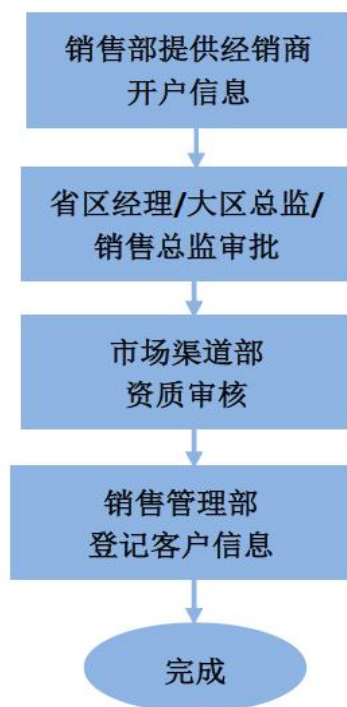 销售部提供经销商
开户信息
省区经理/大区总监/
销售总监审批
市场渠道部
资质审核
销售管理部
登记客户信息
完成